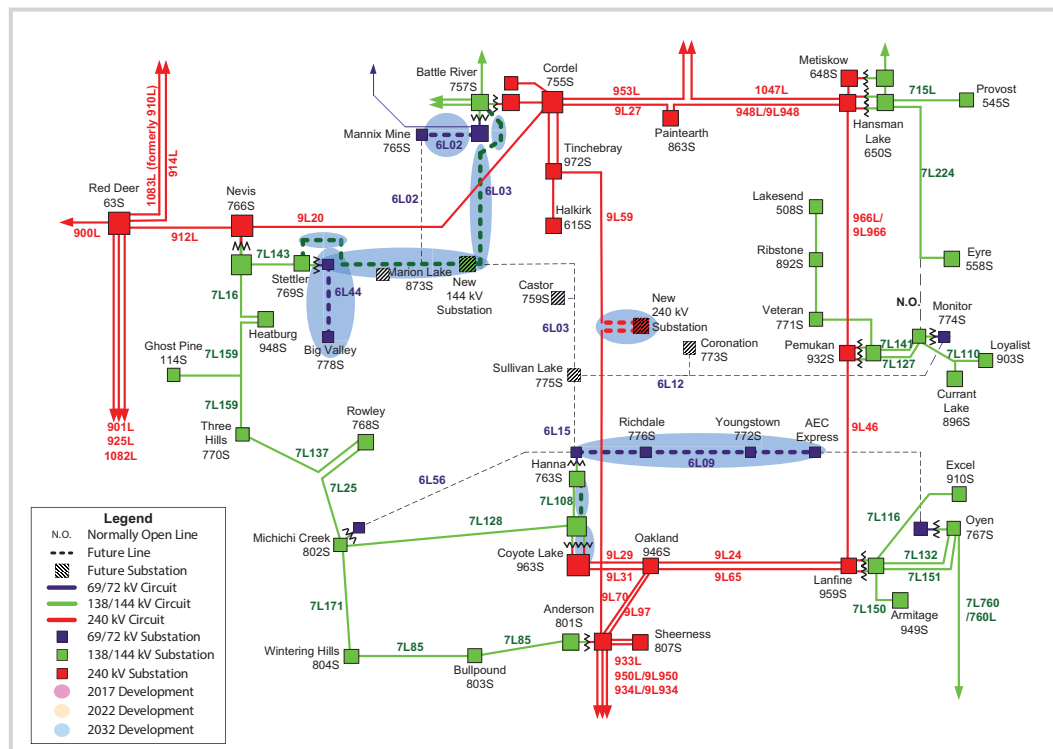 Cordel
755S
Battle River
757S
Metiskow
648S
953L
1047L
715L
Provost
545S
9L27
948L/9L948
Mannix Mine
765S
6L02
Paintearth
863S
Hansman
Lake
650S
1083L (formerly 910L)
914L
Tinchebray
972S
7L224
Red Deer
63S
Nevis
766S
6L02
6L03
Lakesend
508S
9L20
Halkirk
615S
9L59
966L/
9L966
900L
912L
7L143
Ribstone
892S
Eyre
558S
Stettler
769S
Marion Lake
873S
New
144 kV
Substation
7L16
6L44
Castor
759S
New
240 kV
Substation
Veteran
771S
N.O.
Monitor
774S
Heatburg
948S
6L03
Ghost Pine
114S
Big Valley
778S
Coronation
773S
Pemukan
932S
7L141
7L110
7L127
Loyalist
903S
7L159
Sullivan Lake
775S
6L12
Currant
Lake
896S
7L159
901L
925L
1082L
Three
Hills
770S
Rowley
768S
6L15
Richdale
776S
Youngstown
772S
AEC
Express
9L46
7L137
6L09
Hanna
763S
6L56
Excel
910S
7L25
7L108
7L116
Legend
N.O.
Normally Open Line
Future Line
Future Substation
69/72 kV Circuit
138/144 kV Circuit
240 kV Circuit
69/72 kV Substation
138/144 kV Substation
240 kV Substation
2017 Development
2022 Development
2032 Development
Michichi Creek
802S
7L128
Oyen
767S
Coyote Lake
963S
9L29
9L31
Oakland
946S
9L24
9L65
Lanfine
959S
7L132
7L151
7L171
9L70
9L97
7L150
Armitage
949S
7L760
/760L
Anderson
801S
Sheerness
807S
Wintering Hills
804S
7L85
7L85
Bullpound
803S
933L
950L/9L950
934L/9L934